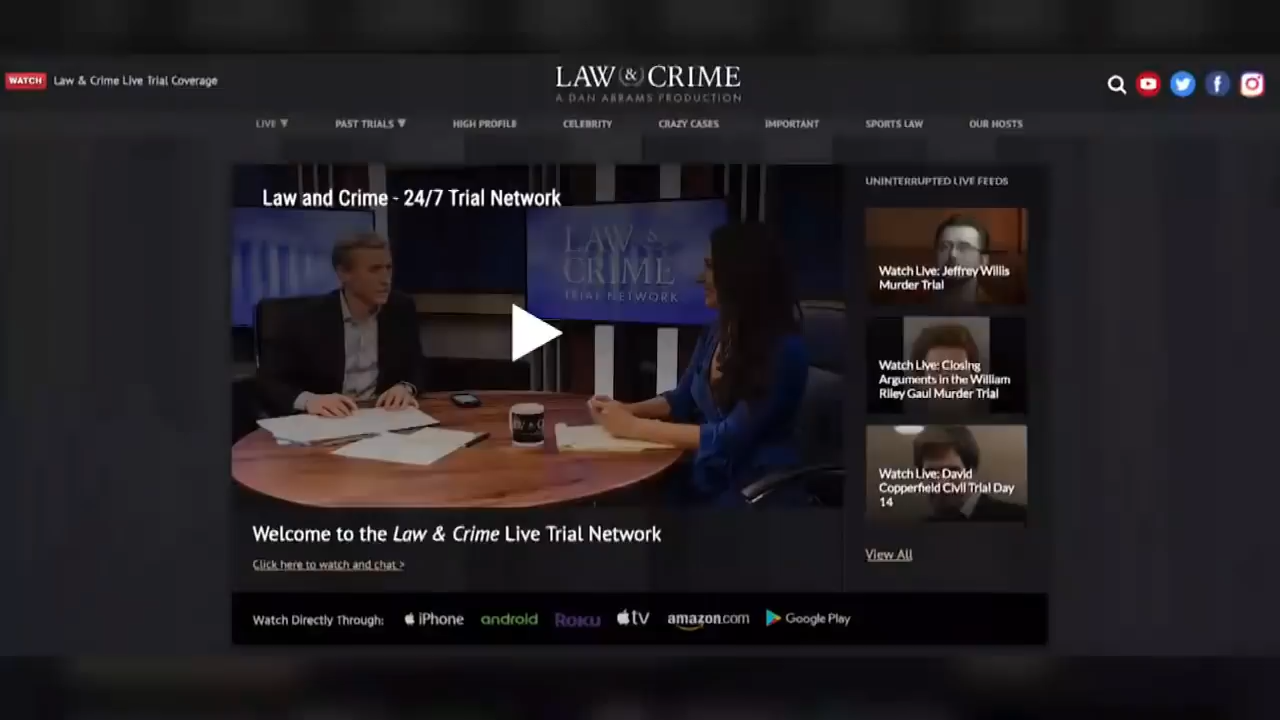 WATCH Law & Crime Live Trial Coverage
LAW & CRIME
A DAN ABRAMS PRODUCTION
LIVE PAST TRIALS HIGH PROFILE CELEBRITY CRAZY CASES IMPORTANT SPORTS LAW OUR HOSTS
Law and Crime - 24/7 Trial Network
LAW &
CRIME
TRIAL NETWORK
UNINTERRUPTED LIVE FEEDS
Watch Live: Jeffrey Willis
Murder Trial
Watch Live: Closing
Arguments in the William
Riley Gaul Murder Trial
Watch Live: David
Copperfield Civil Trial Day
14
View All
Welcome to the Law & Crime Live Trial Network
Click here to watch and chat >
Watch Directly Through: iPhone android Roku tv amazon.com Google Play